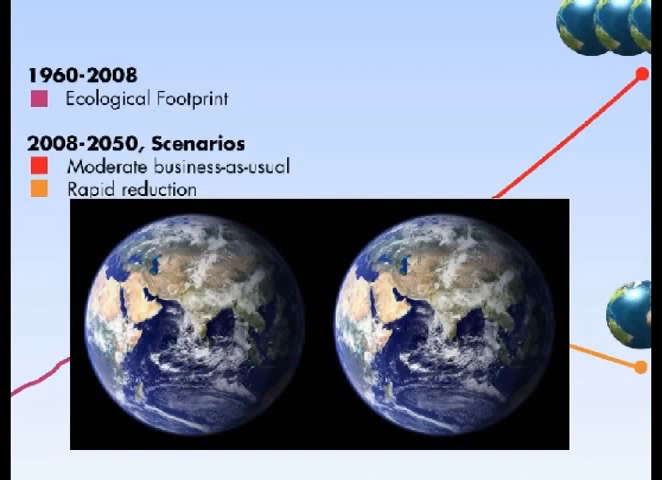 1960-2008
Ecological Footprint
2008-2050, Scenarios
Moderate business-as-usual
Rapid reduction